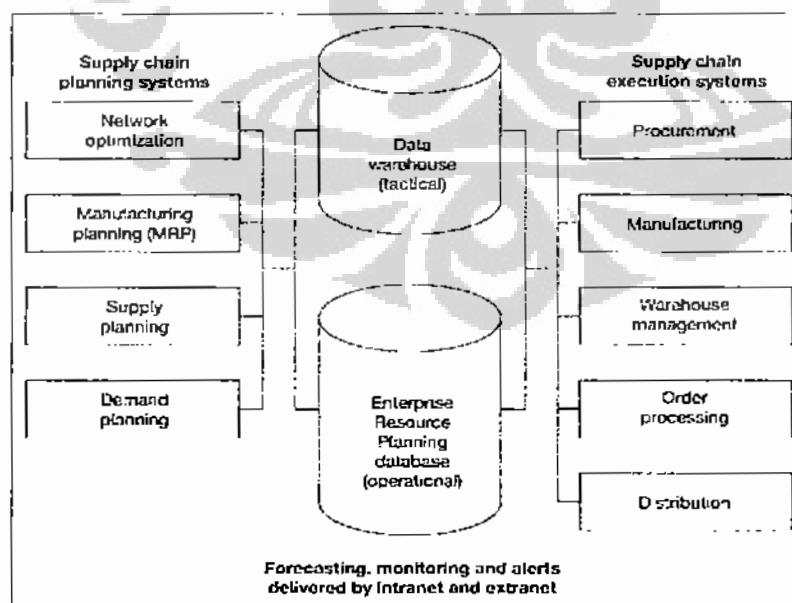 Supply chain
planning systems
Network
optimization
Manufacturing
planning (MRP)
Supply
planning
Demand
planning
Data
warehouse
(tactical)
Enterprise
Resource
Planning
database
(operational)
Supply chain
execution systems
Procurement
Manufacturing
Warehouse
management
Order
processing
Distribution
Forecasting, monitoring and alerts
delivered by intranet and extranet